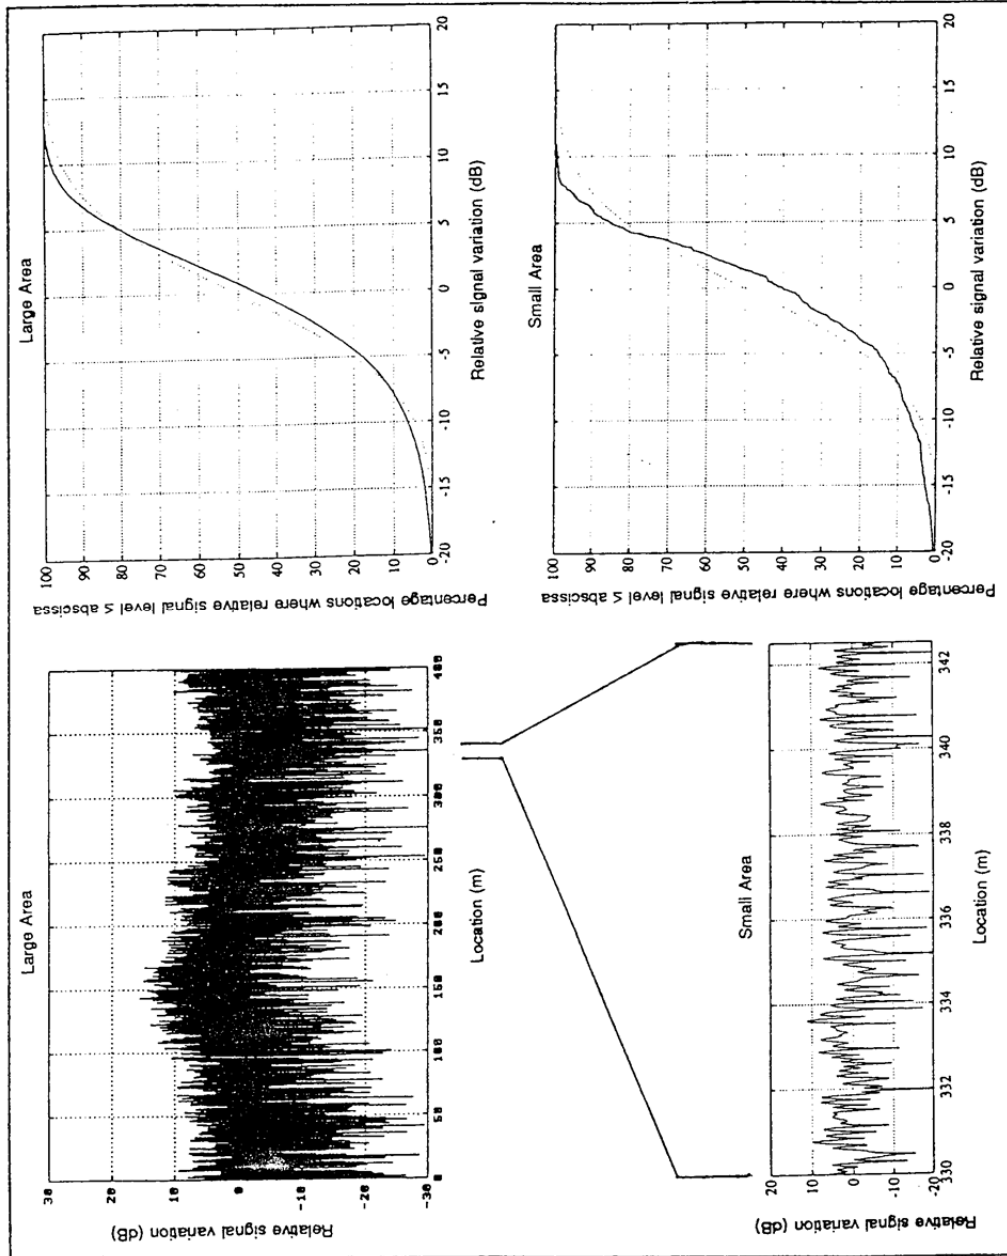 Large Area
Relative signal variation (dB)
30
20
10
0
-10
-20
-30
0 50 100 150 200 250 300 350 400
Location (m)
Large Area
Percentage locations where relative signal level ≤ abscissa
100
90
80
70
60
50
40
30
20
10
0
-20 -15 -10 -5 0 5 10 15 20
Relative signal variation (dB)
Small Area
Relative signal variation (dB)
20
10
0
-10
-20
330 332 334 336 338 340 342
Location (m)
Small Area
Percentage locations where relative signal level ≤ abscissa
100
90
80
70
60
50
40
30
20
10
0
-20 -15 -10 -5 0 5 10 15 20
Relative signal variation (dB)